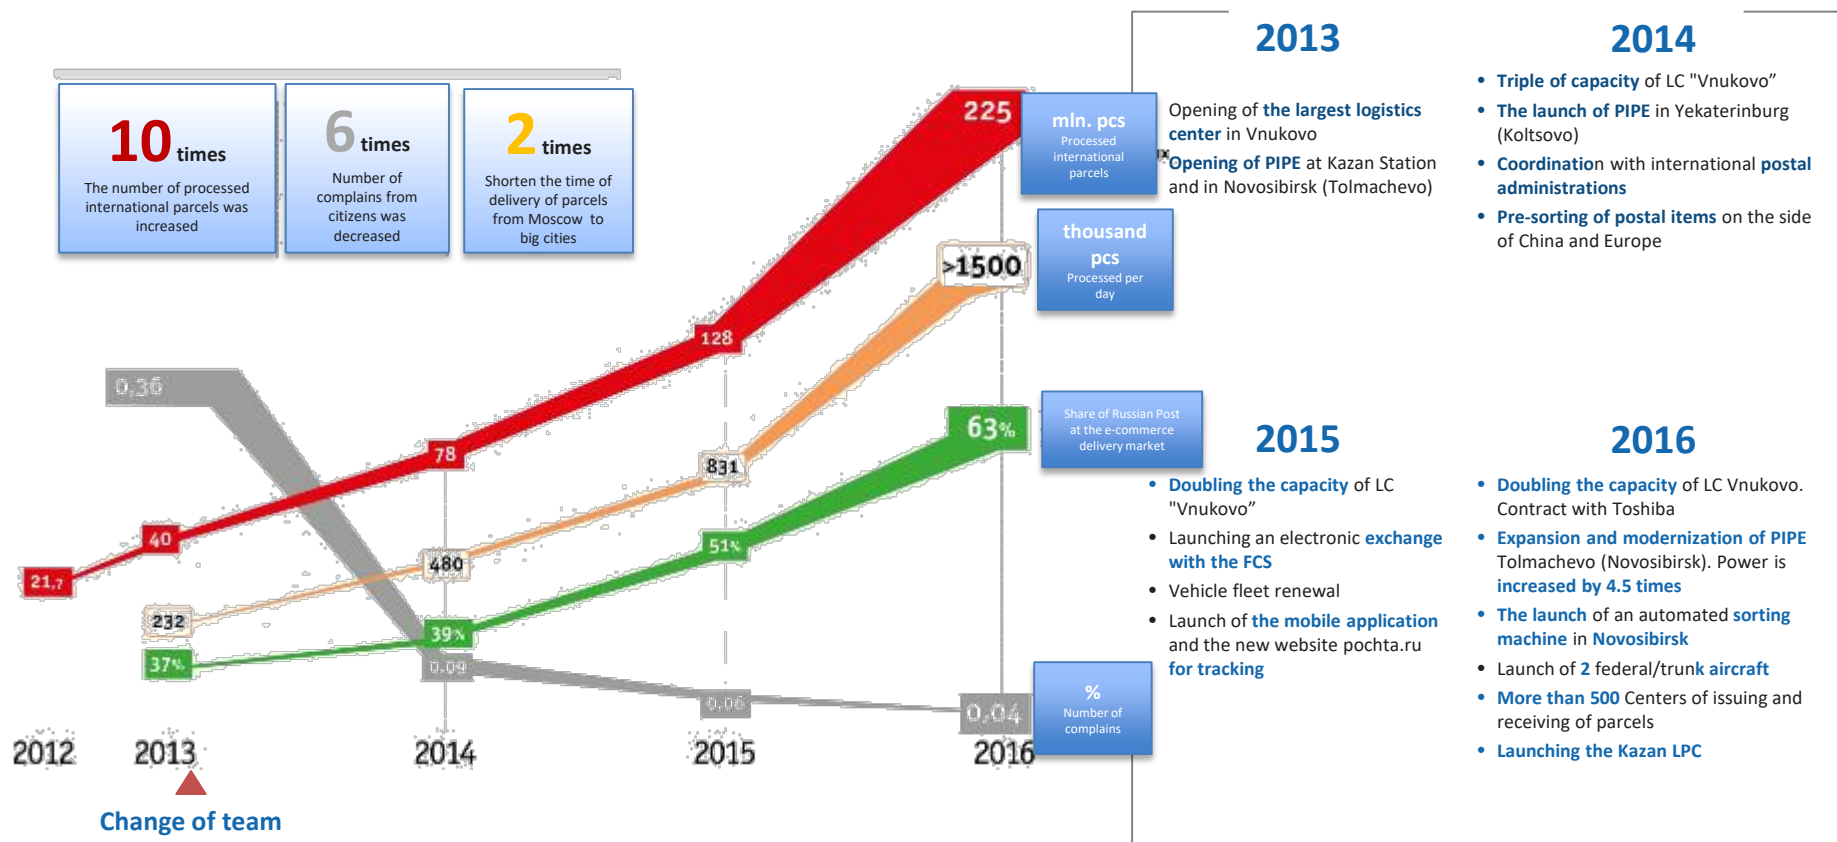 10 times
The number of processed
international parcels was
increased
6 times
Number of
complains from
citizens was
decreased
2 times
Shorten the time of
delivery of parcels
from Moscow to
big cities
225
mln. pcs
Processed
international
parcels
>1500
thousand
pcs
Processed per
day
128
0,36
63%
Share of Russian Post
at the e-commerce
delivery market
78
831
40
51%
480
21,7
232
39%
37%
0,09
0,06
0,04
%
Number of
complains
2012
2013
2014
2015
2016
Change of team
2013
Opening of the largest logistics
center in Vnukovo
Opening of PIPE at Kazan Station
and in Novosibirsk (Tolmachevo)
2014
• Triple of capacity of LC "Vnukovo”
• The launch of PIPE in Yekaterinburg
(Koltsovo)
• Coordination with international postal
administrations
• Pre-sorting of postal items on the side
of China and Europe
2015
• Doubling the capacity of LC
"Vnukovo”
• Launching an electronic exchange
with the FCS
• Vehicle fleet renewal
• Launch of the mobile application
and the new website pochta.ru
for tracking
2016
• Doubling the capacity of LC Vnukovo.
Contract with Toshiba
• Expansion and modernization of PIPE
Tolmachevo (Novosibirsk). Power is
increased by 4.5 times
• The launch of an automated sorting
machine in Novosibirsk
• Launch of 2 federal/trunk aircraft
• More than 500 Centers of issuing and
receiving of parcels
• Launching the Kazan LPC